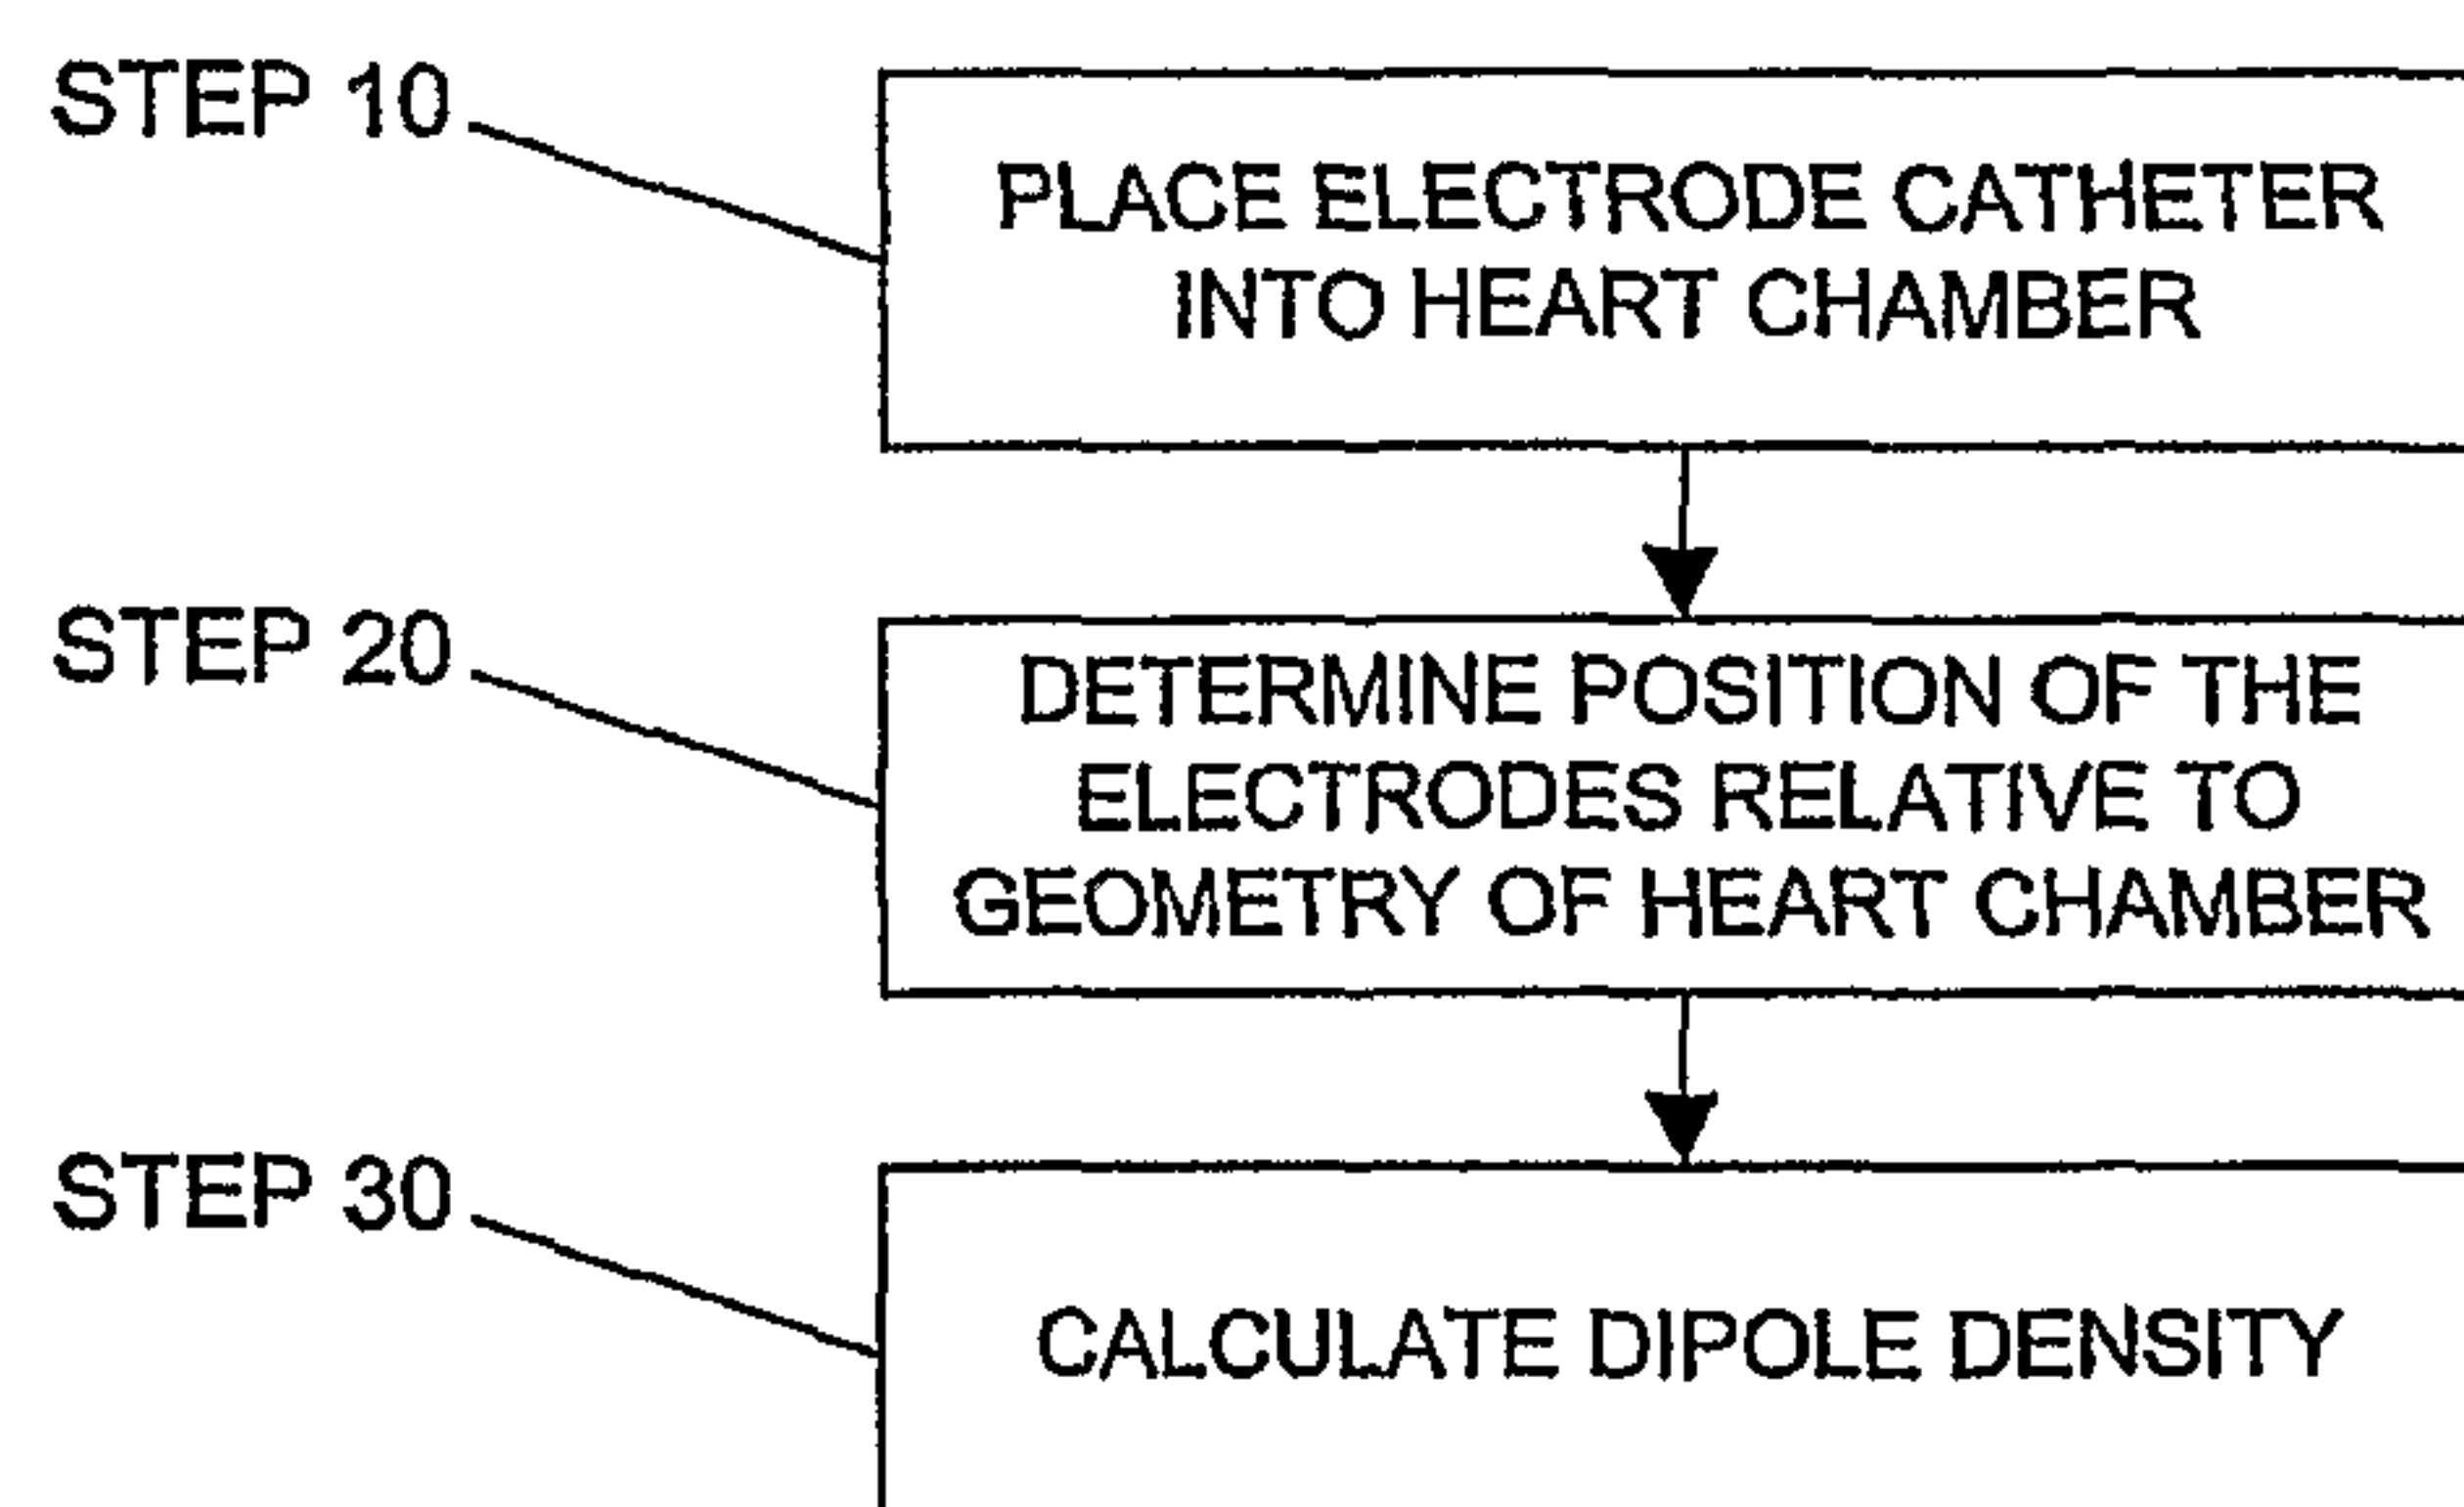 STEP 10
PLACE ELECTRODE CATHETER
INTO HEART CHAMBER
STEP 20
DETERMINE POSITION OF THE
ELECTRODES RELATIVE TO
GEOMETRY OF HEART CHAMBER
STEP 30
CALCULATE DIPOLE DENSITY